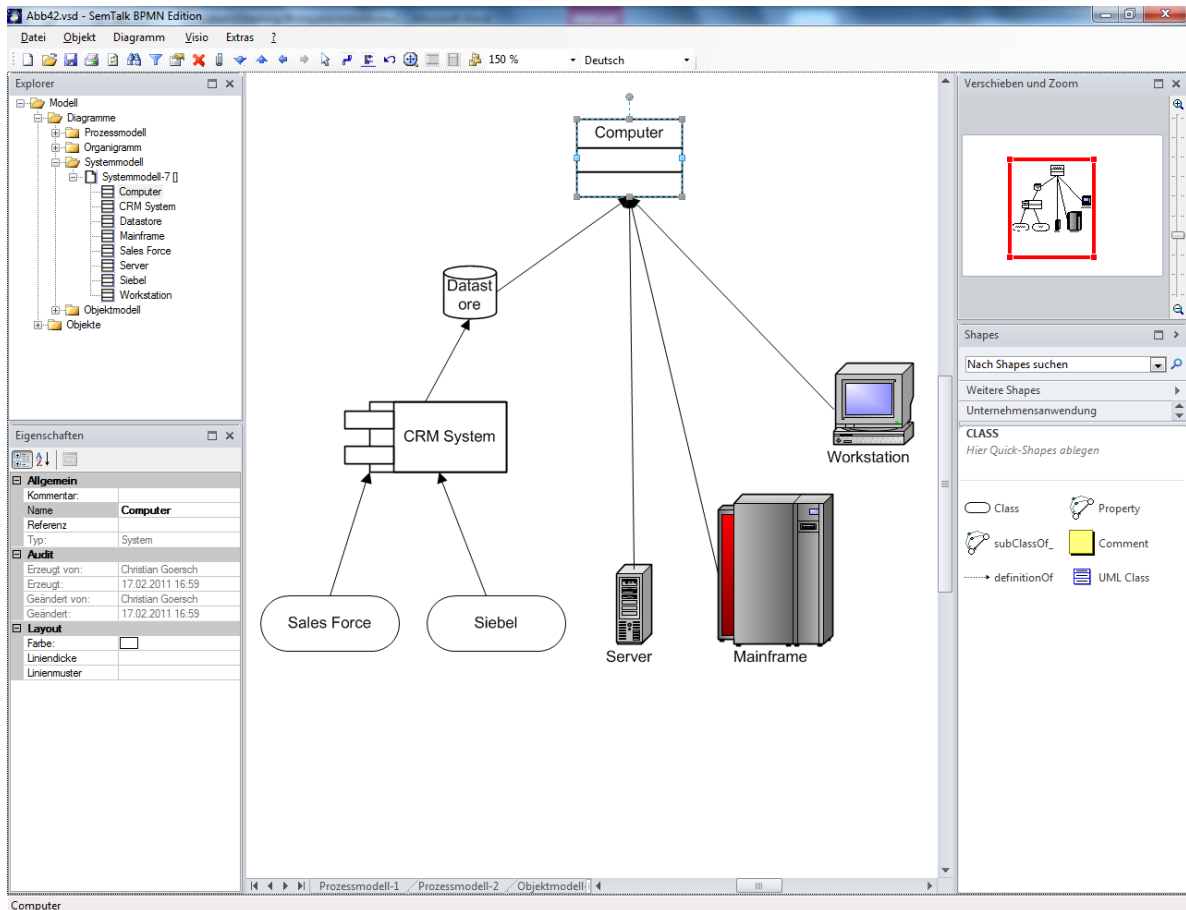 Abb42.vsd - SemTalk BPMN Edition
Datei Objekt Diagramm Visio Extras ?
150 % Deutsch
Explorer
Modell
Diagramme
Prozessmodell
Organigramm
Systemmodell
Systemmodell-7 []
Computer
CRM System
Datastore
Mainframe
Sales Force
Server
Siebel
Workstation
Objektmodell
Objekte
Eigenschaften
Allgemein
Kommentar:
Name Computer
Referenz
Typ: System
Audit
Erzeugt von: Christian Goersch
Erzeugt: 17.02.2011 16:59
Geändert von: Christian Goersch
Geändert: 17.02.2011 16:59
Layout
Farbe:
Liniendicke
Linienmuster
Computer
Datast
ore
CRM System
Workstation
Sales Force
Siebel
Server
Mainframe
Prozessmodell-1 Prozessmodell-2 Objektmodell-
Verschieben und Zoom
Shapes
Nach Shapes suchen
Weitere Shapes
Unternehmensanwendung
CLASS
Hier Quick-Shapes ablegen
Class Property
subClassOf_ Comment
definitionOf UML Class
Computer